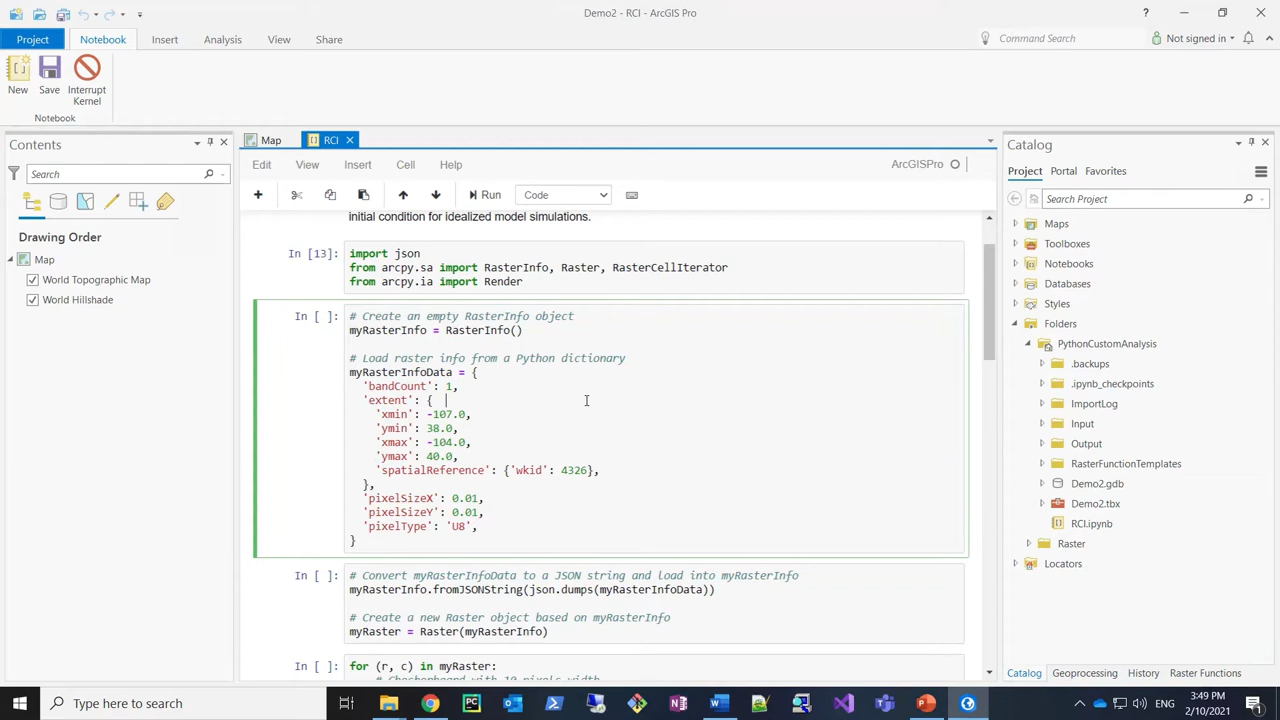 Demo2 - RCI - ArcGIS Pro
?
Project
Notebook
Insert
Analysis
View
Share
Command Search
Not signed in
New
Save
Interrupt
Kernel
Notebook
Contents
Search
Drawing Order
Map
World Topographic Map
World Hillshade
Map
RCI
File
Edit
View
Insert
Cell
Help
ArcGISPro
Run
Code
initial condition for idealized model simulations.
In [13]:
import json
from arcpy.sa import RasterInfo, Raster, RasterCellIterator
from arcpy.ia import Render
In [ ]:
# Create an empty RasterInfo object
myRasterInfo = RasterInfo()
# Load raster info from a Python dictionary
myRasterInfoData = {
'bandCount': 1,
'extent': {
'xmin': -107.0,
'ymin': 38.0,
'xmax': -104.0,
'ymax': 40.0,
'spatialReference': {'wkid': 4326},
},
'pixelSizeX': 0.01,
'pixelSizeY': 0.01,
'pixelType': 'U8',
}
In [ ]:
# Convert myRasterInfoData to a JSON string and load into myRasterInfo
myRasterInfo.fromJSONString(json.dumps(myRasterInfoData))
# Create a new Raster object based on myRasterInfo
myRaster = Raster(myRasterInfo)
In [ ]:
for (r, c) in myRaster:
# Chechepboard with 10 pixels width
Catalog
Project
Portal
Favorites
Search Project
Maps
Toolboxes
Notebooks
Databases
Styles
Folders
PythonCustomAnalysis
.backups
.ipynb_checkpoints
ImportLog
Input
Output
RasterFunctionTemplates
Demo2.gdb
Demo2.tbx
RCI.ipynb
Raster
Locators
Catalog
Geoprocessing
Raster Functions
Type here to search
ENG
3:49 PM
2/10/2021
1